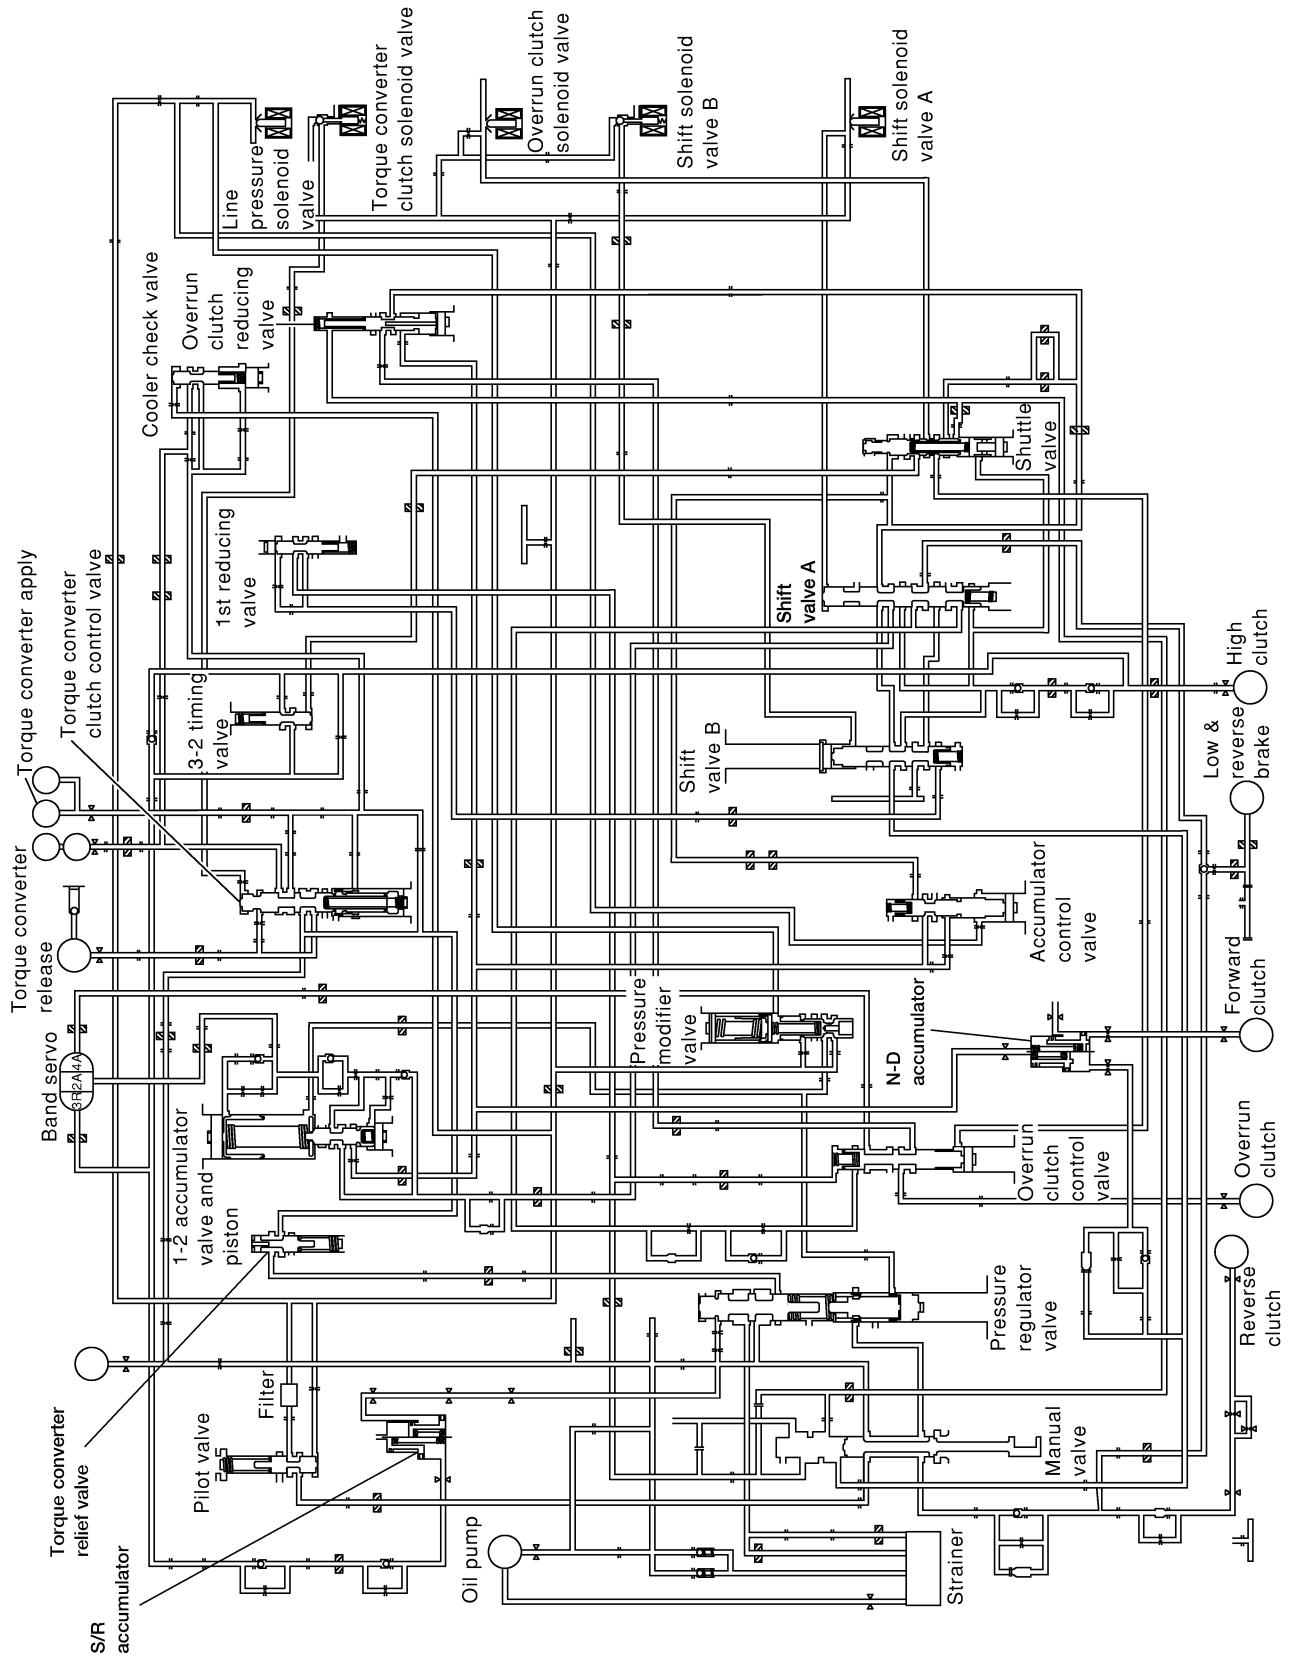 Line
pressure
solenoid
valve
Torque converter
clutch solenoid valve
Overrun clutch
solenoid valve
Shift solenoid
valve B
Shift solenoid
valve A
Cooler check valve
Overrun
clutch
reducing
valve
Shuttle
valve
1st reducing
valve
Shift
valve A
Torque converter apply
Torque converter
clutch control valve
3-2 timing
valve
Shift
valve B
High
clutch
Low &
reverse
brake
Torque converter
release
Accumulator
control
valve
Forward
clutch
Band servo
3R2A4A
Pressure
modifier
valve
N-D
accumulator
1-2 accumulator
valve and
piston
Overrun
clutch
control
valve
Overrun
clutch
Pressure
regulator
valve
Reverse
clutch
Torque converter
relief valve
Pilot valve
Filter
Manual
valve
S/R
accumulator
Oil pump
Strainer